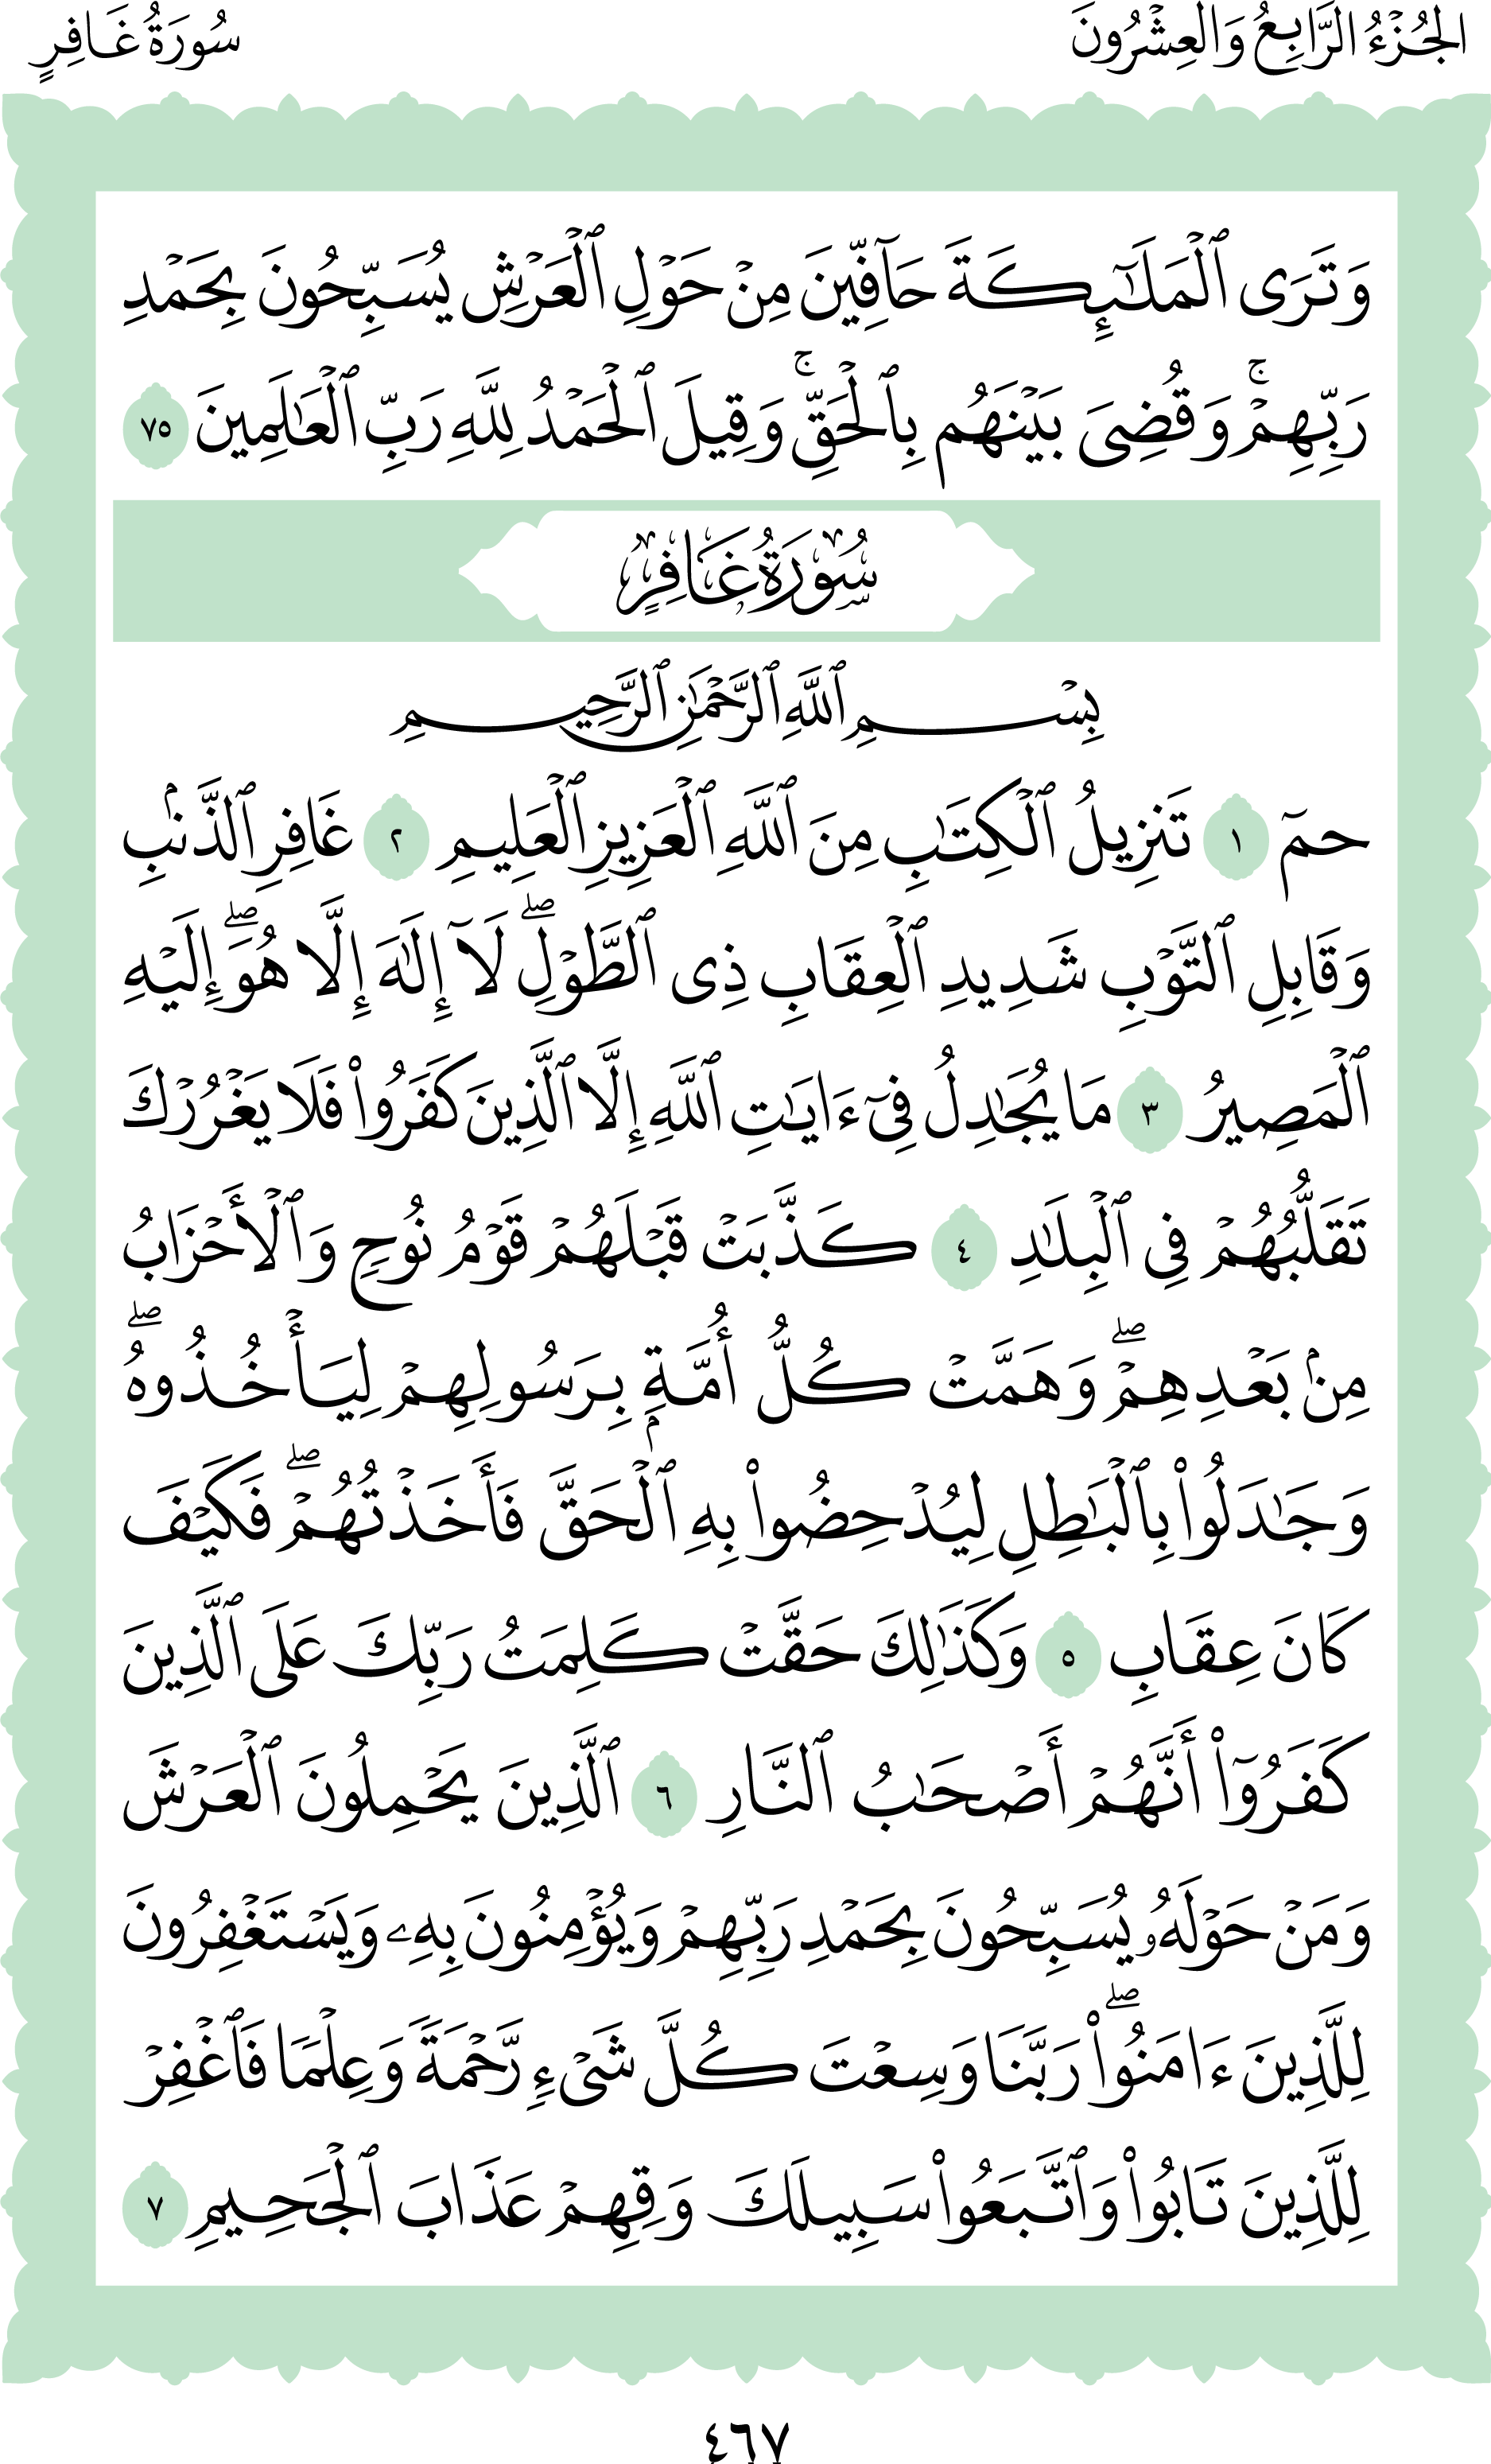 الجُزْءُ الرَّابِعُ وَالعِشْرُونَ
سُورَةُ غَافِرٍ
وَتَرَى ٱلْمَلَـٰٓئِكَةَ حَآفِّينَ مِنْ حَوْلِ ٱلْعَرْشِ يُسَبِّحُونَ بِحَمْدِ
رَبِّهِمْ ۚ وَقُضِىَ بَيْنَهُم بِٱلْحَقِّ ۚ وَقِيلَ ٱلْحَمْدُ لِلَّهِ رَبِّ ٱلْعَـٰلَمِينَ ٧٥
سُورَةُ غَافِرٍ
بِسْمِ ٱللَّهِ ٱلرَّحْمَـٰنِ ٱلرَّحِيمِ
حمٓ ١ تَنزِيلُ ٱلْكِتَـٰبِ مِنَ ٱللَّهِ ٱلْعَزِيزِ ٱلْعَلِيمِ ٢ غَافِرِ ٱلذَّنۢبِ
وَقَابِلِ ٱلتَّوْبِ شَدِيدِ ٱلْعِقَابِ ذِى ٱلطَّوْلِ ۖ لَآ إِلَـٰهَ إِلَّا هُوَ ۖ إِلَيْهِ
ٱلْمَصِيرُ ٣ مَا يُجَـٰدِلُ فِىٓ ءَايَـٰتِ ٱللَّهِ إِلَّا ٱلَّذِينَ كَفَرُوا۟ فَلَا يَغْرُرْكَ
تَقَلُّبُهُمْ فِى ٱلْبِلَـٰدِ ٤ كَذَّبَتْ قَبْلَهُمْ قَوْمُ نُوحٍ وَٱلْأَحْزَابُ
مِنۢ بَعْدِهِمْ ۖ وَهَمَّتْ كُلُّ أُمَّةٍۭ بِرَسُولِهِمْ لِيَأْخُذُوهُ ۖ
وَجَـٰدَلُوا۟ بِٱلْبَـٰطِلِ لِيُدْحِضُوا۟ بِهِ ٱلْحَقَّ فَأَخَذْتُهُمْ ۖ فَكَيْفَ
كَانَ عِقَابِ ٥ وَكَذَٰلِكَ حَقَّتْ كَلِمَتُ رَبِّكَ عَلَى ٱلَّذِينَ
كَفَرُوٓا۟ أَنَّهُمْ أَصْحَـٰبُ ٱلنَّارِ ٦ ٱلَّذِينَ يَحْمِلُونَ ٱلْعَرْشَ
وَمَنْ حَوْلَهُۥ يُسَبِّحُونَ بِحَمْدِ رَبِّهِمْ وَيُؤْمِنُونَ بِهِۦ وَيَسْتَغْفِرُونَ
لِلَّذِينَ ءَامَنُوا۟ ۖ رَبَّنَا وَسِعْتَ كُلَّ شَىْءٍ رَّحْمَةً وَعِلْمًا فَٱغْفِرْ
لِلَّذِينَ تَابُوا۟ وَٱتَّبَعُوا۟ سَبِيلَكَ وَقِهِمْ عَذَابَ ٱلْجَحِيمِ ٧
٤٦٧